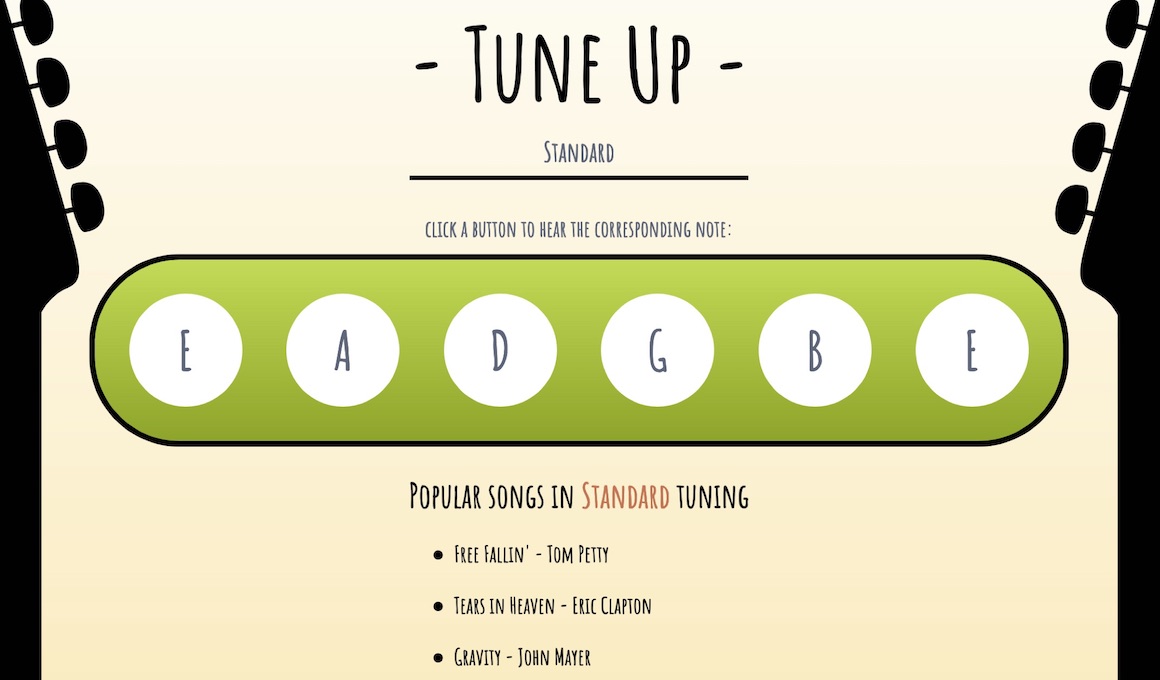 - Tune Up -
Standard
click a button to hear the corresponding note:
E A D G B E
Popular songs in Standard tuning
Free Fallin' - Tom Petty
Tears in Heaven - Eric Clapton
Gravity - John Mayer